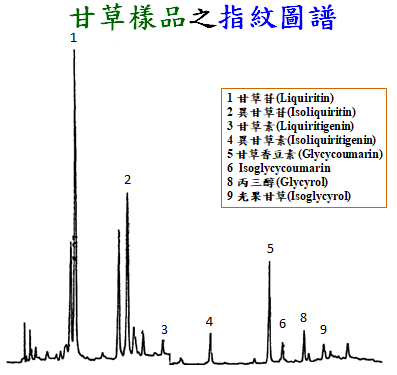 甘草樣品之指紋圖譜
1
1 甘草苷(Liquiritin)
2 異甘草苷(Isoliquiritin)
3 甘草素(Liquiritigenin)
4 異甘草素(Isoliquiritigenin)
5 甘草香豆素(Glycycoumarin)
6 Isoglycycoumarin
8 丙三醇(Glycyrol)
9 光果甘草(Isoglycyrol)
2
5
3
4
6
8
9